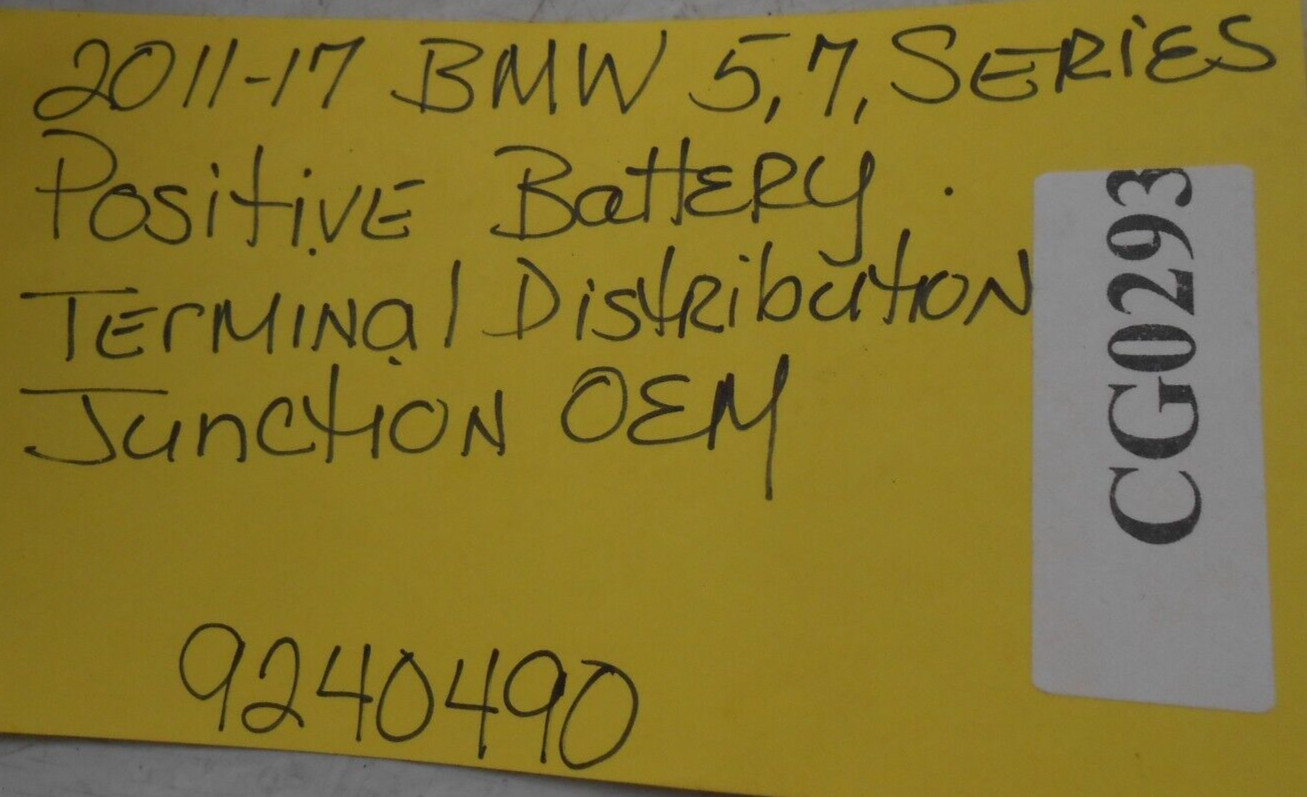 2011-17 BMW 5,7, SERiES
Positive Battery
Terminal Distribution
Junction OEM
9240490
CG0293